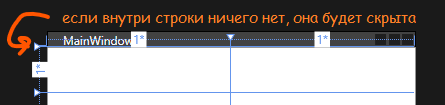 если внутри строки ничего нет, она будет скрыта
MainWindow 1* 1*
1*